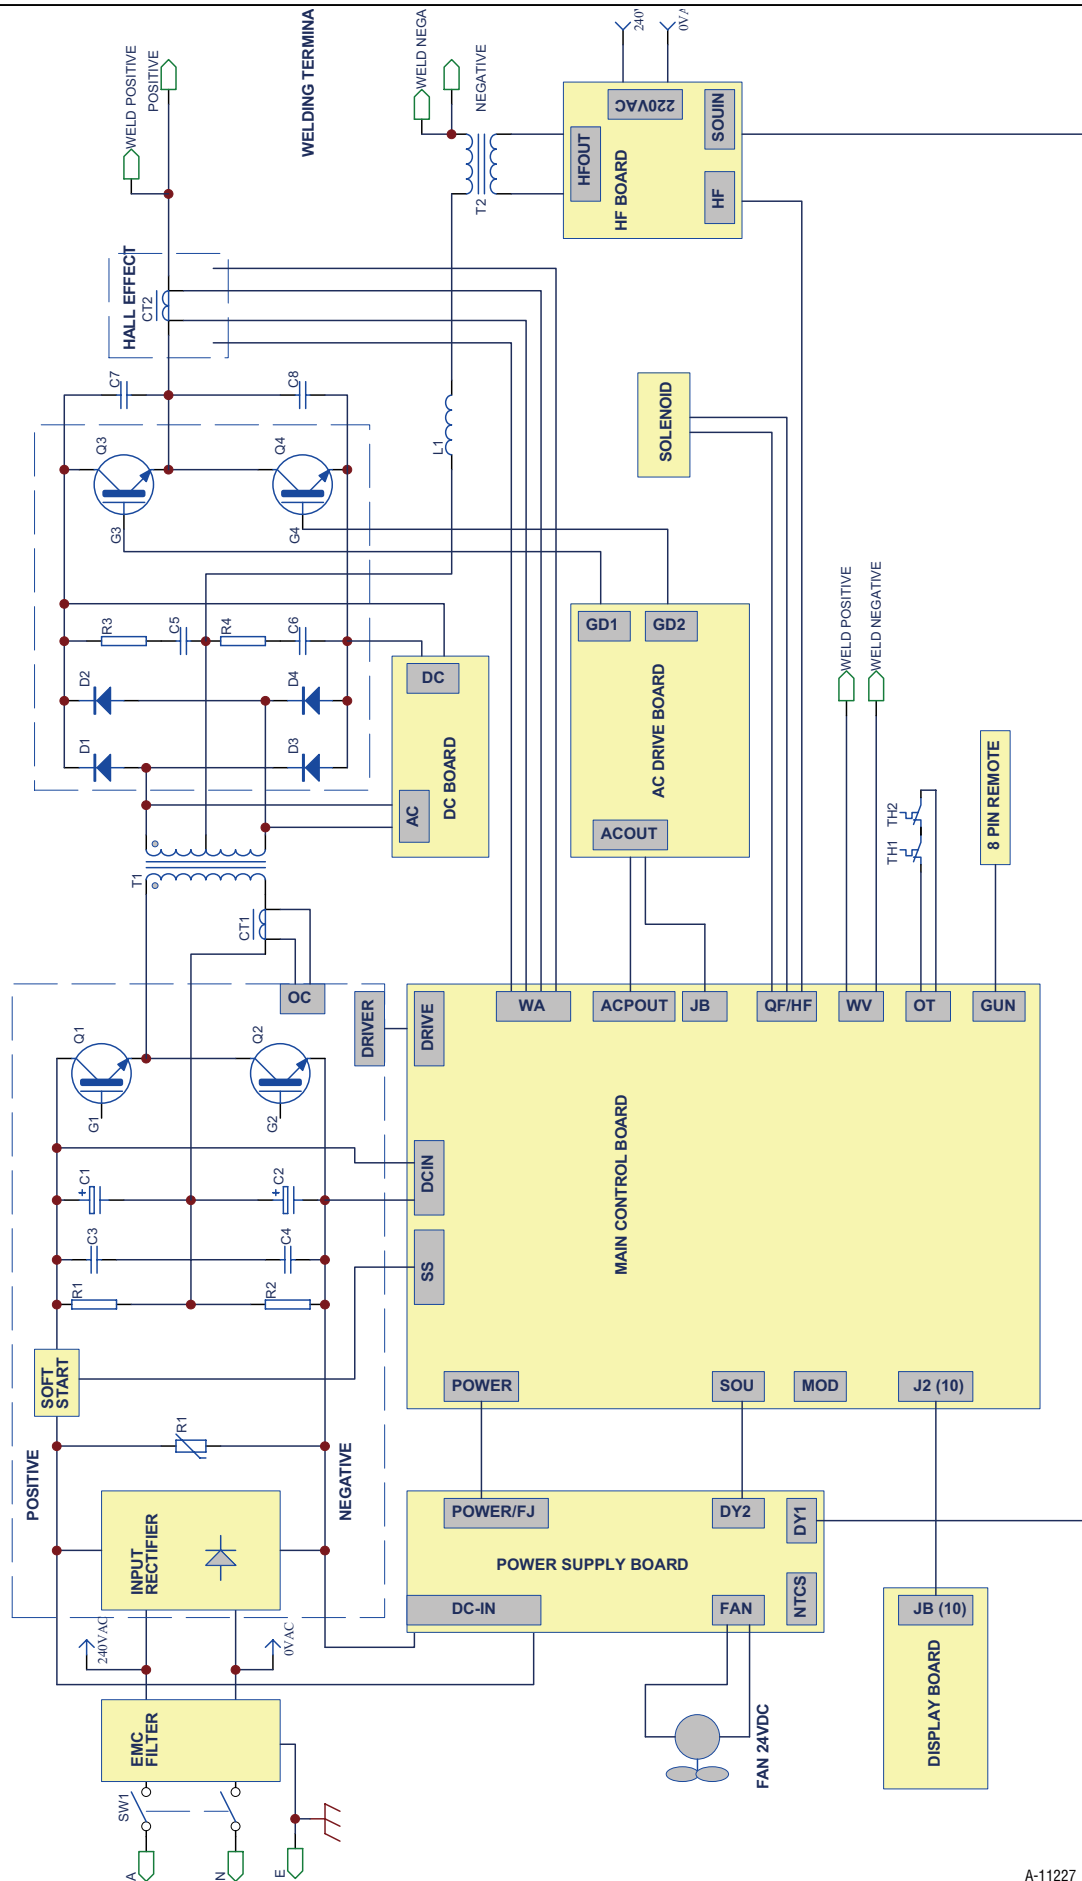 WELD POSITIVE
POSITIVE
WELDING TERMINA
WELD NEGA
NEGATIVE
240V
0VA
220VAC
SOUIN
HFOUT
HF BOARD
HF
T2
HALL EFFECT
CT2
C7
C8
Q3
Q4
G3
G4
L1
SOLENOID
R3
C5
R4
C6
D2
D4
D1
D3
DC
DC BOARD
AC
GD1
GD2
AC DRIVE BOARD
ACOUT
WELD POSITIVE
WELD NEGATIVE
TH1
TH2
8 PIN REMOTE
T1
CT1
OC
DRIVER
DRIVE
WA
ACPOUT
JB
QF/HF
WV
OT
GUN
Q1
Q2
G1
G2
+
C1
+
C2
C3
C4
R1
R2
DCIN
SS
MAIN CONTROL BOARD
SOFT
START
POWER
SOU
MOD
J2 (10)
POSITIVE
R1
NEGATIVE
INPUT
RECTIFIER
POWER/FJ
DY2
DY1
POWER SUPPLY BOARD
DC-IN
FAN
NTCS
JB (10)
DISPLAY BOARD
240VAC
0VAC
EMC
FILTER
FAN 24VDC
SW1
A
N
E
A-11227